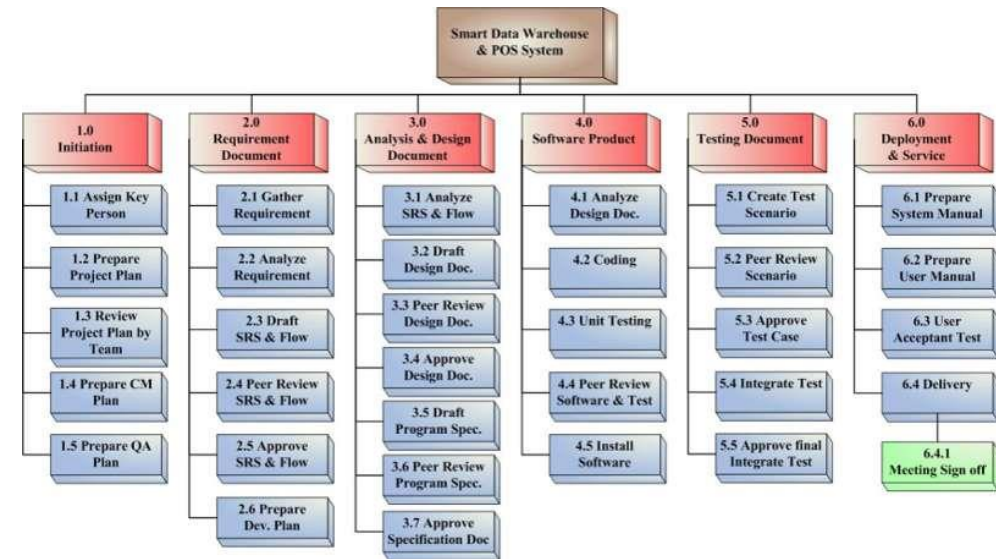 Smart Data Warehouse
& POS System
1.0
Initiation
1.1 Assign Key
Person
1.2 Prepare
Project Plan
1.3 Review
Project Plan by
Team
1.4 Prepare CM
Plan
1.5 Prepare QA
Plan
2.0
Requirement
Document
2.1 Gather
Requirement
2.2 Analyze
Requirement
2.3 Draft
SRS & Flow
2.4 Peer Review
SRS & Flow
2.5 Approve
SRS & Flow
2.6 Prepare
Dev. Plan
3.0
Analysis & Design
Document
3.1 Analyze
SRS & Flow
3.2 Draft
Design Doc.
3.3 Peer Review
Design Doc.
3.4 Approve
Design Doc.
3.5 Draft
Program Spec.
3.6 Peer Review
Program Spec.
3.7 Approve
Specification Doc
4.0
Software Product
4.1 Analyze
Design Doc.
4.2 Coding
4.3 Unit Testing
4.4 Peer Review
Software & Test
4.5 Install
Software
5.0
Testing Document
5.1 Create Test
Scenario
5.2 Peer Review
Scenario
5.3 Approve
Test Case
5.4 Integrate Test
5.5 Approve final
Integrate Test
6.0
Deployment
& Service
6.1 Prepare
System Manual
6.2 Prepare
User Manual
6.3 User
Acceptant Test
6.4 Delivery
6.4.1
Meeting Sign off